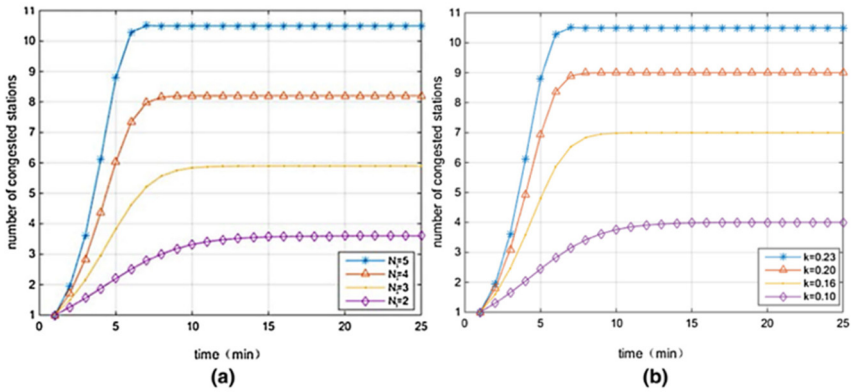 11
10
9
8
7
6
5
4
3
2
1
number of congested stations
5
10
15
20
25
time（min）
N=5
N=4
N=3
N=2
(a)
11
10
9
8
7
6
5
4
3
2
1
number of congested stations
5
10
15
20
25
time（min）
k=0.23
k=0.20
k=0.16
k=0.10
(b)